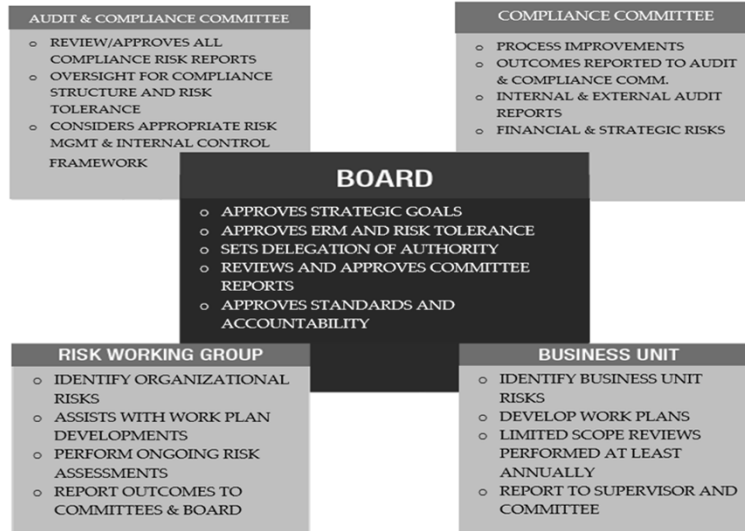 AUDIT & COMPLIANCE COMMITTEE
○ REVIEW/APPROVES ALL
COMPLIANCE RISK REPORTS
○ OVERSIGHT FOR COMPLIANCE
STRUCTURE AND RISK
TOLERANCE
○ CONSIDERS APPROPRIATE RISK
MGMT & INTERNAL CONTROL
FRAMEWORK
COMPLIANCE COMMITTEE
○ PROCESS IMPROVEMENTS
○ OUTCOMES REPORTED TO AUDIT
& COMPLIANCE COMM.
○ INTERNAL & EXTERNAL AUDIT
REPORTS
○ FINANCIAL & STRATEGIC RISKS
BOARD
○ APPROVES STRATEGIC GOALS
○ APPROVES ERM AND RISK TOLERANCE
○ SETS DELEGATION OF AUTHORITY
○ REVIEWS AND APPROVES COMMITTEE
REPORTS
○ APPROVES STANDARDS AND
ACCOUNTABILITY
RISK WORKING GROUP
○ IDENTIFY ORGANIZATIONAL
RISKS
○ ASSISTS WITH WORK PLAN
DEVELOPMENTS
○ PERFORM ONGOING RISK
ASSESSMENTS
○ REPORT OUTCOMES TO
COMMITTEES & BOARD
BUSINESS UNIT
○ IDENTIFY BUSINESS UNIT
RISKS
○ DEVELOP WORK PLANS
○ LIMITED SCOPE REVIEWS
PERFORMED AT LEAST
ANNUALLY
○ REPORT TO SUPERVISOR AND
COMMITTEE